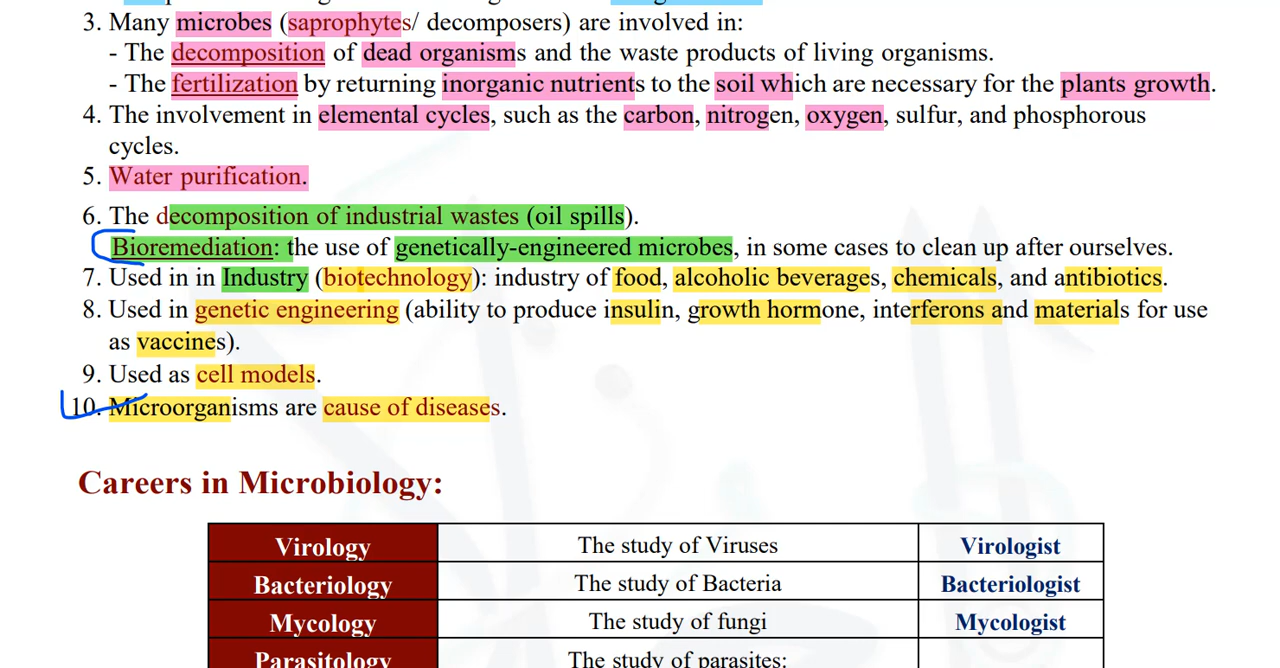 3. Many microbes (saprophytes/ decomposers) are involved in:
- The decomposition of dead organisms and the waste products of living organisms.
- The fertilization by returning inorganic nutrients to the soil which are necessary for the plants growth.
4. The involvement in elemental cycles, such as the carbon, nitrogen, oxygen, sulfur, and phosphorous
cycles.
5. Water purification.
6. The decomposition of industrial wastes (oil spills).
Bioremediation: the use of genetically-engineered microbes, in some cases to clean up after ourselves.
7. Used in in Industry (biotechnology): industry of food, alcoholic beverages, chemicals, and antibiotics.
8. Used in genetic engineering (ability to produce insulin, growth hormone, interferons and materials for use
as vaccines).
9. Used as cell models.
10. Microorganisms are cause of diseases.
Careers in Microbiology:
Virology The study of Viruses Virologist
Bacteriology The study of Bacteria Bacteriologist
Mycology The study of fungi Mycologist
Parasitology The study of parasites: